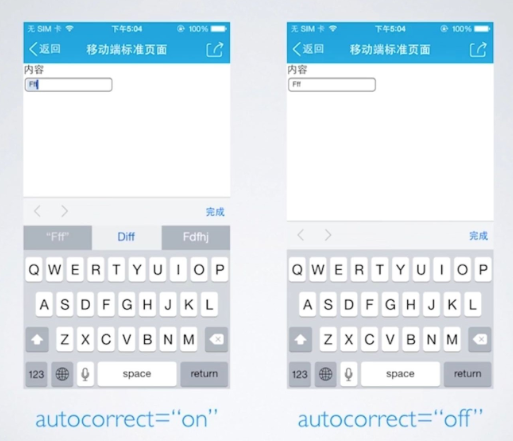 无 SIM 卡 下午5:04 100%
返回 移动端标准页面
内容
Fff
完成
"Fff" Diff Fdfhj
Q W E R T Y U I O P
A S D F G H J K L
Z X C V B N M
123 space return
autocorrect=“on”
无 SIM 卡 下午5:04 100%
返回 移动端标准页面
内容
Fff
完成
Q W E R T Y U I O P
A S D F G H J K L
Z X C V B N M
123 space return
autocorrect=“off”